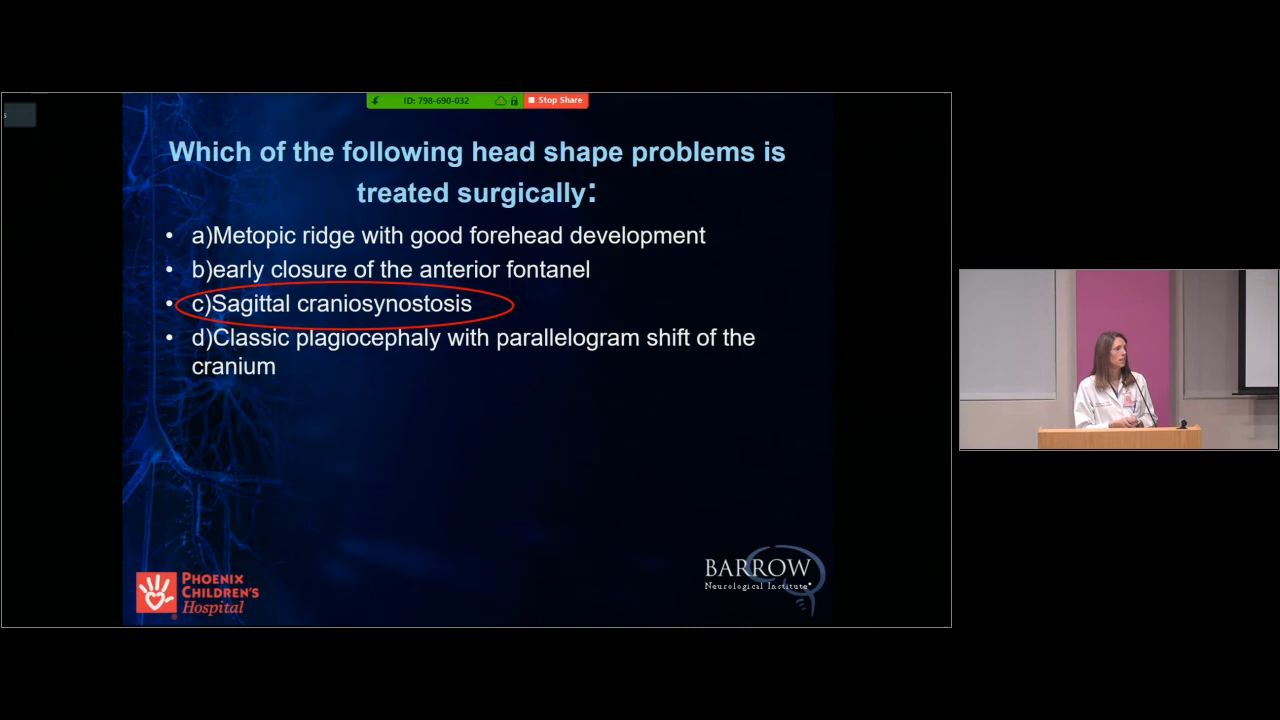 ID: 798-690-032
Stop Share
s
Which of the following head shape problems is
treated surgically:
• a)Metopic ridge with good forehead development
• b)early closure of the anterior fontanel
• c)Sagittal craniosynostosis
• d)Classic plagiocephaly with parallelogram shift of the
cranium
PHOENIX
CHILDREN'S
Hospital
BARROW
Neurological Institute®